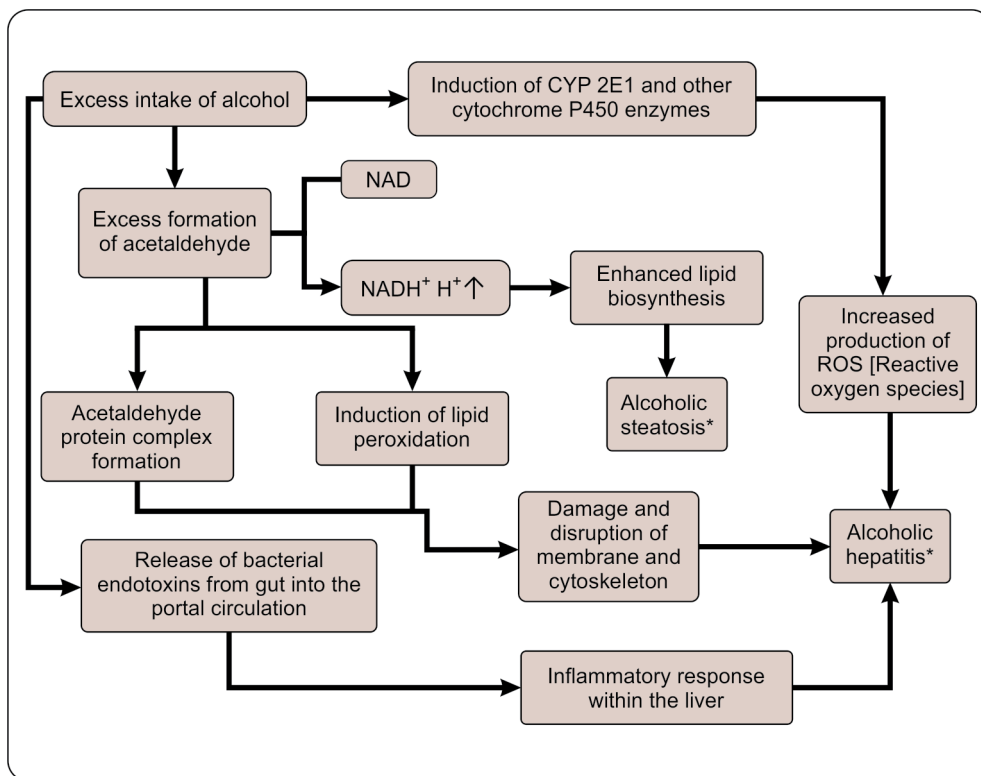 Excess intake of alcohol
Induction of CYP 2E1 and other
cytochrome P450 enzymes
NAD
Excess formation
of acetaldehyde
NADH⁺ H⁺↑
Enhanced lipid
biosynthesis
Increased
production of
ROS [Reactive
oxygen species]
Acetaldehyde
protein complex
formation
Induction of lipid
peroxidation
Alcoholic
steatosis*
Damage and
disruption of
membrane and
cytoskeleton
Alcoholic
hepatitis*
Release of bacterial
endotoxins from gut into the
portal circulation
Inflammatory response
within the liver